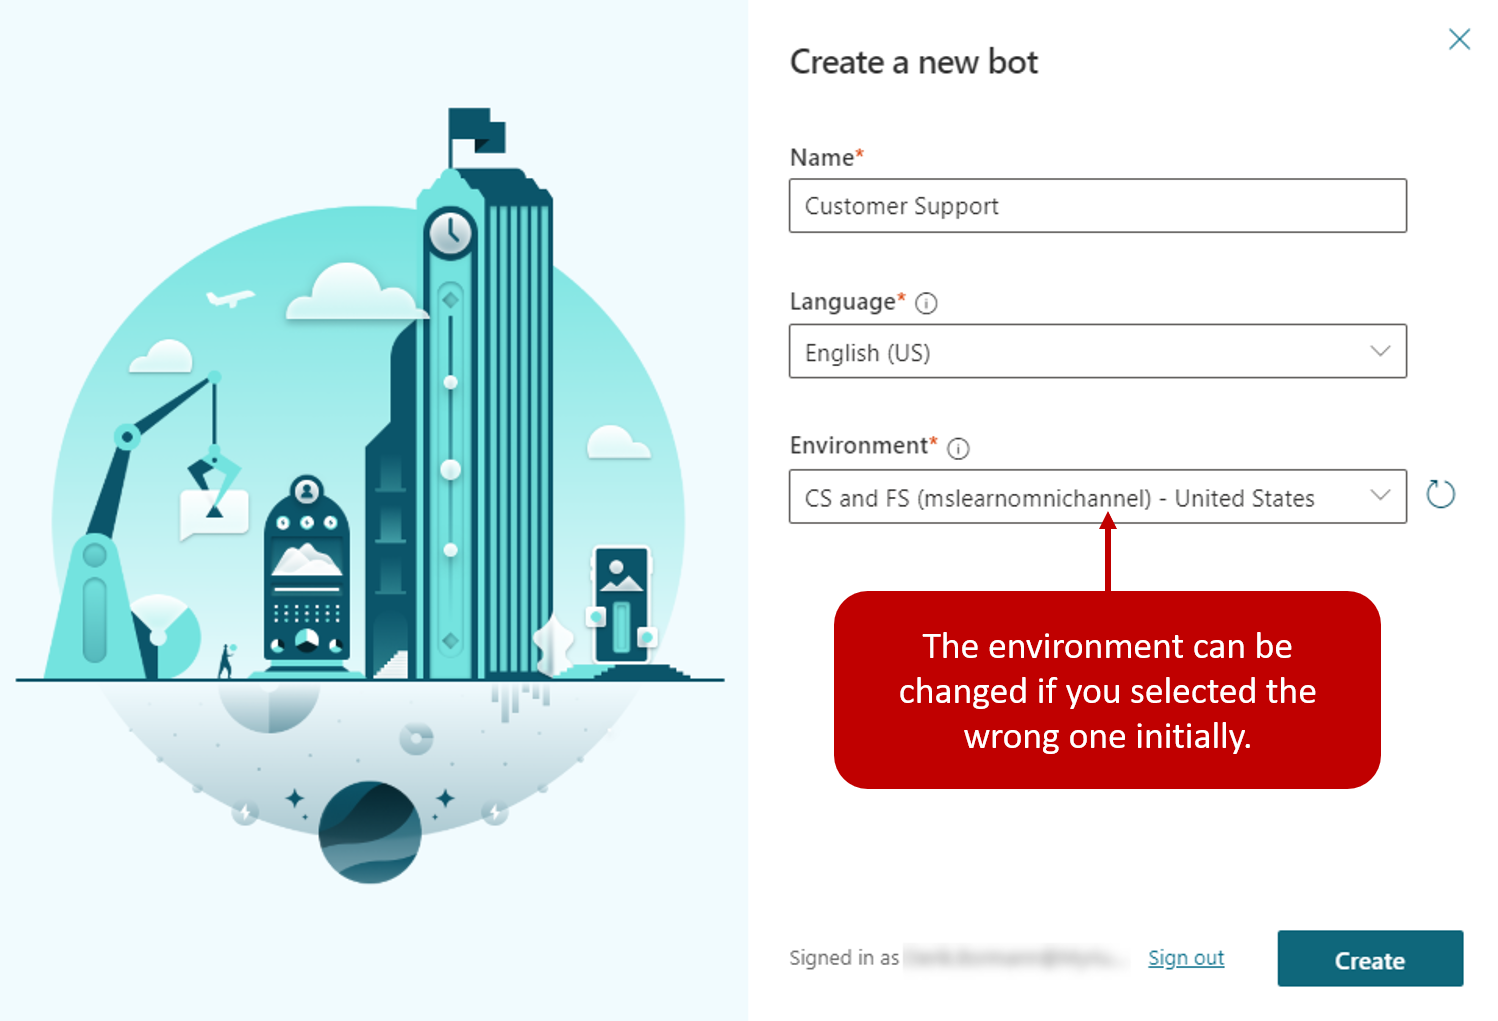 Create a new bot
Name*
Customer Support
Language*
English (US)
Environment*
CS and FS (mslearnomnichannel) - United States
The environment can be
changed if you selected the
wrong one initially.
Signed in as
Sign out
Create